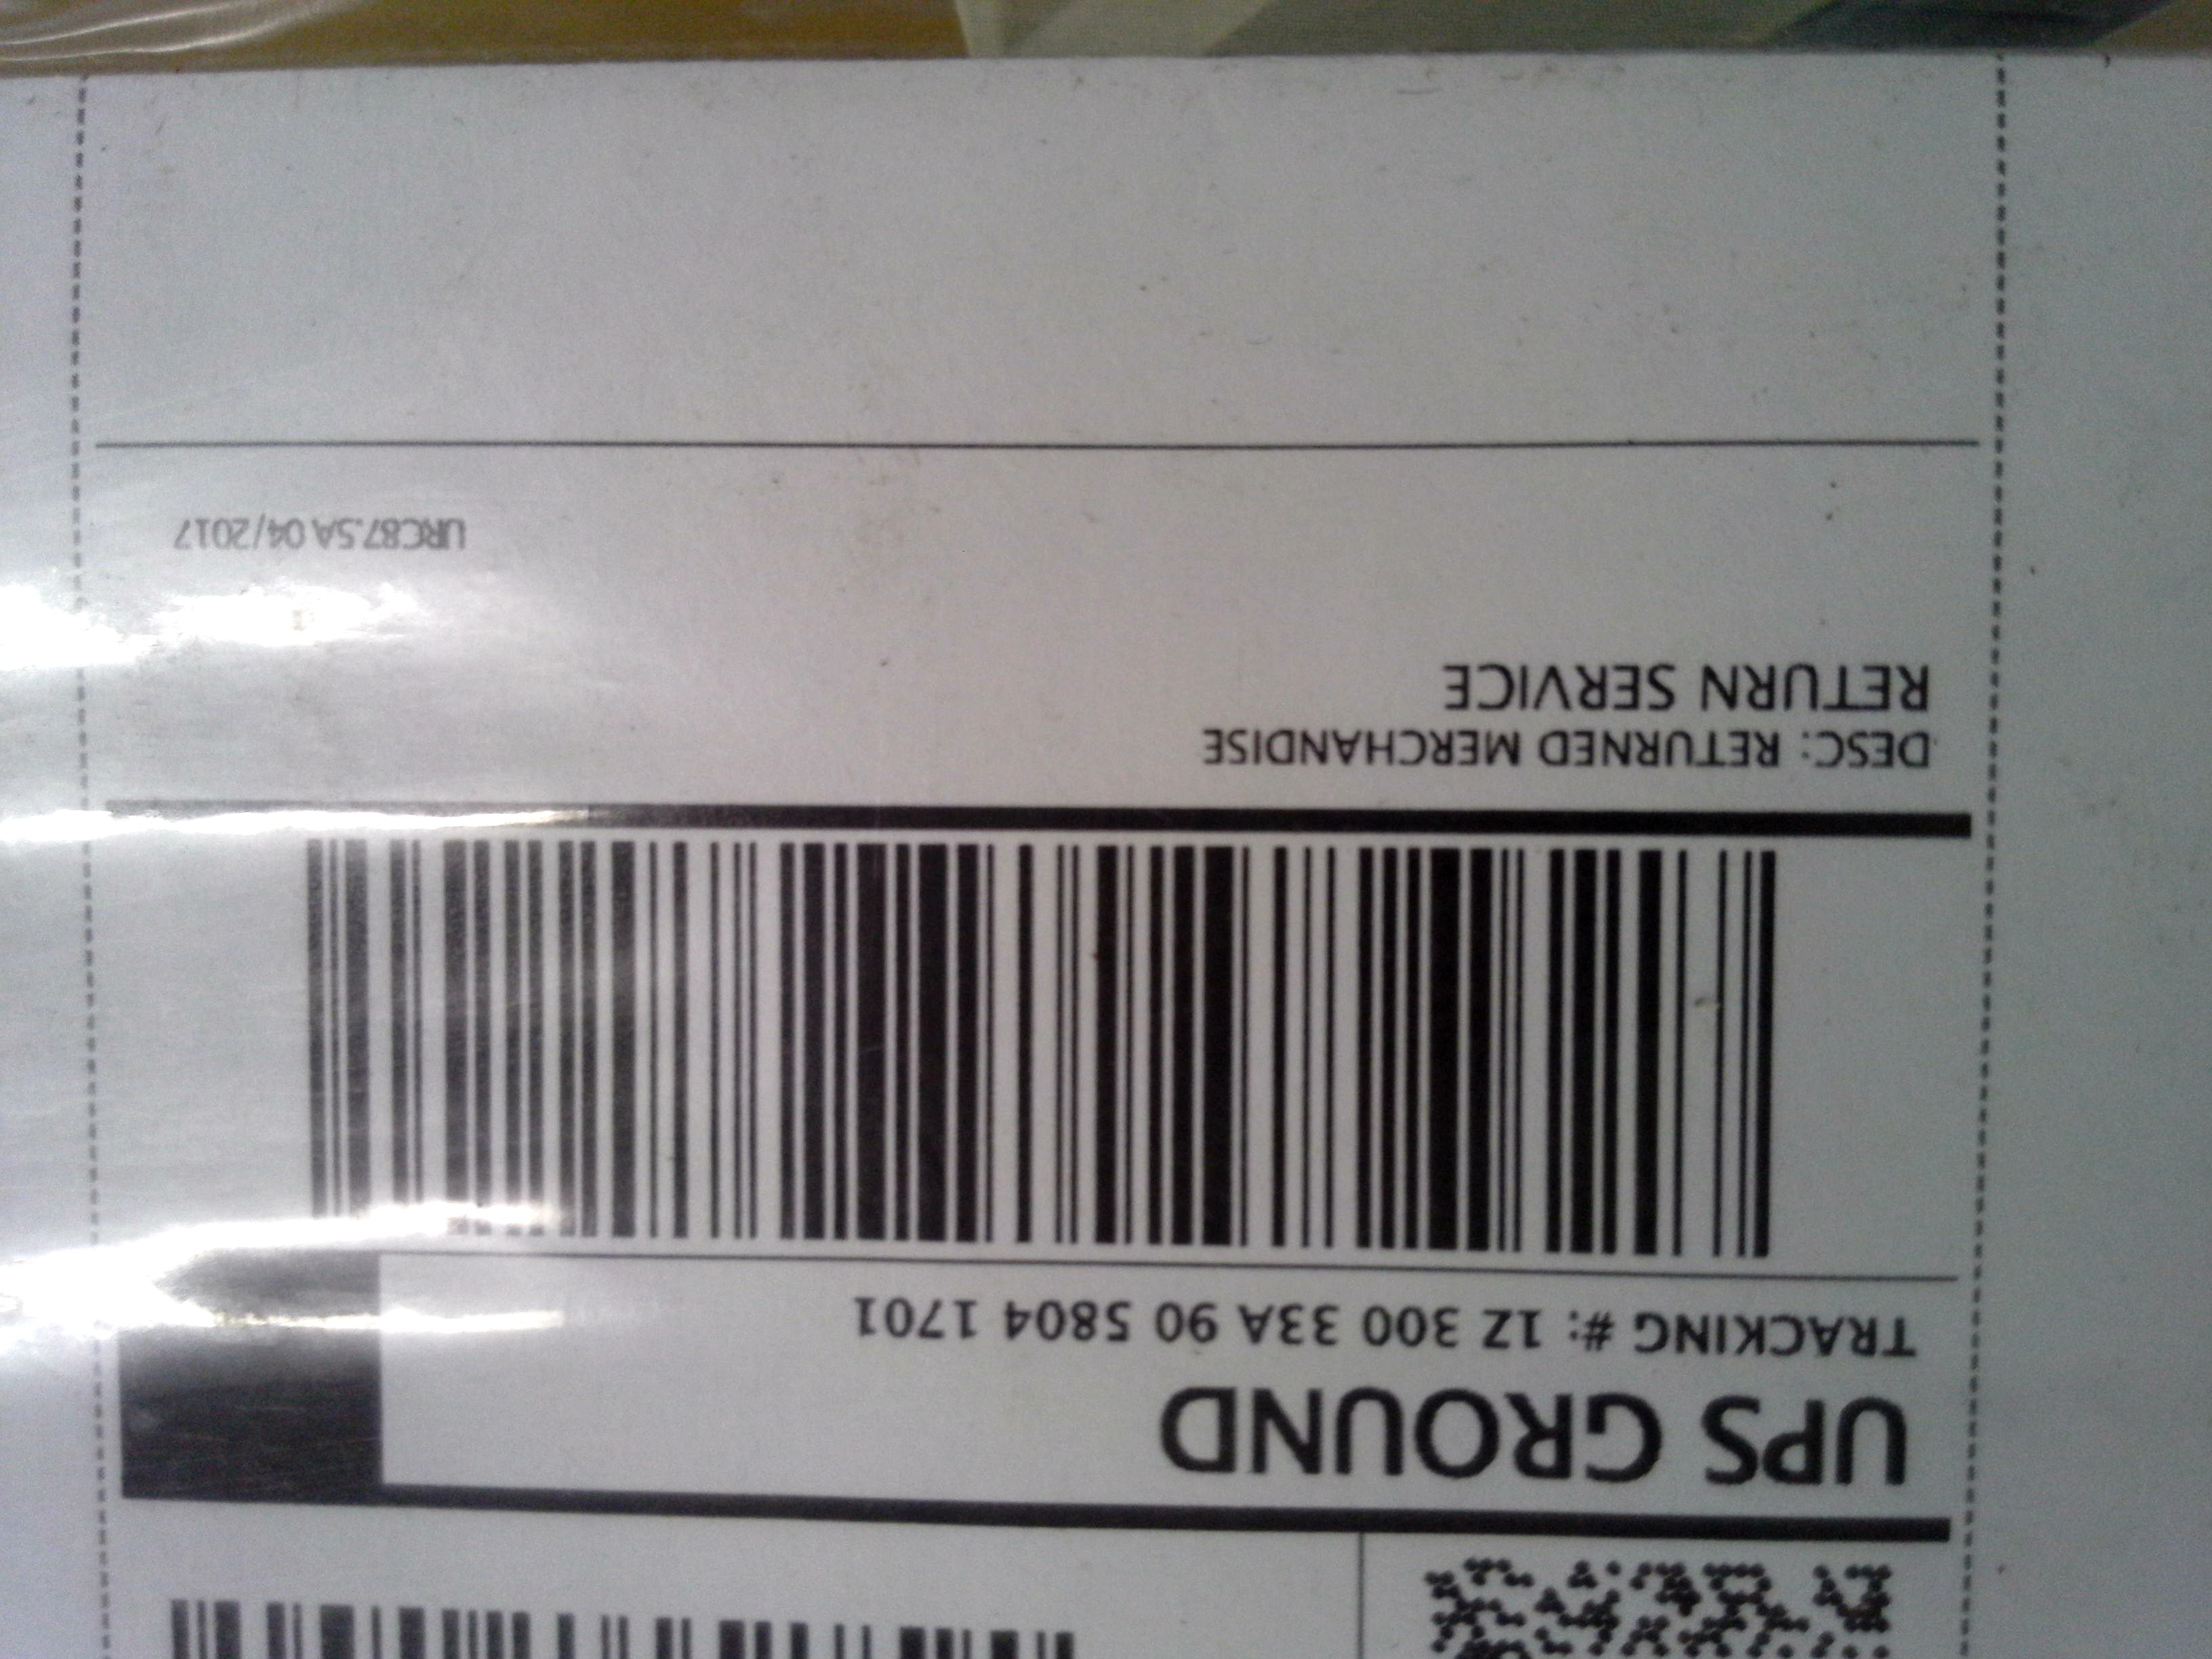 UPS GROUND
TRACKING #: 1Z 300 33A 90 5804 1701
DESC: RETURNED MERCHANDISE
RETURN SERVICE
URC87.5A 04/2017